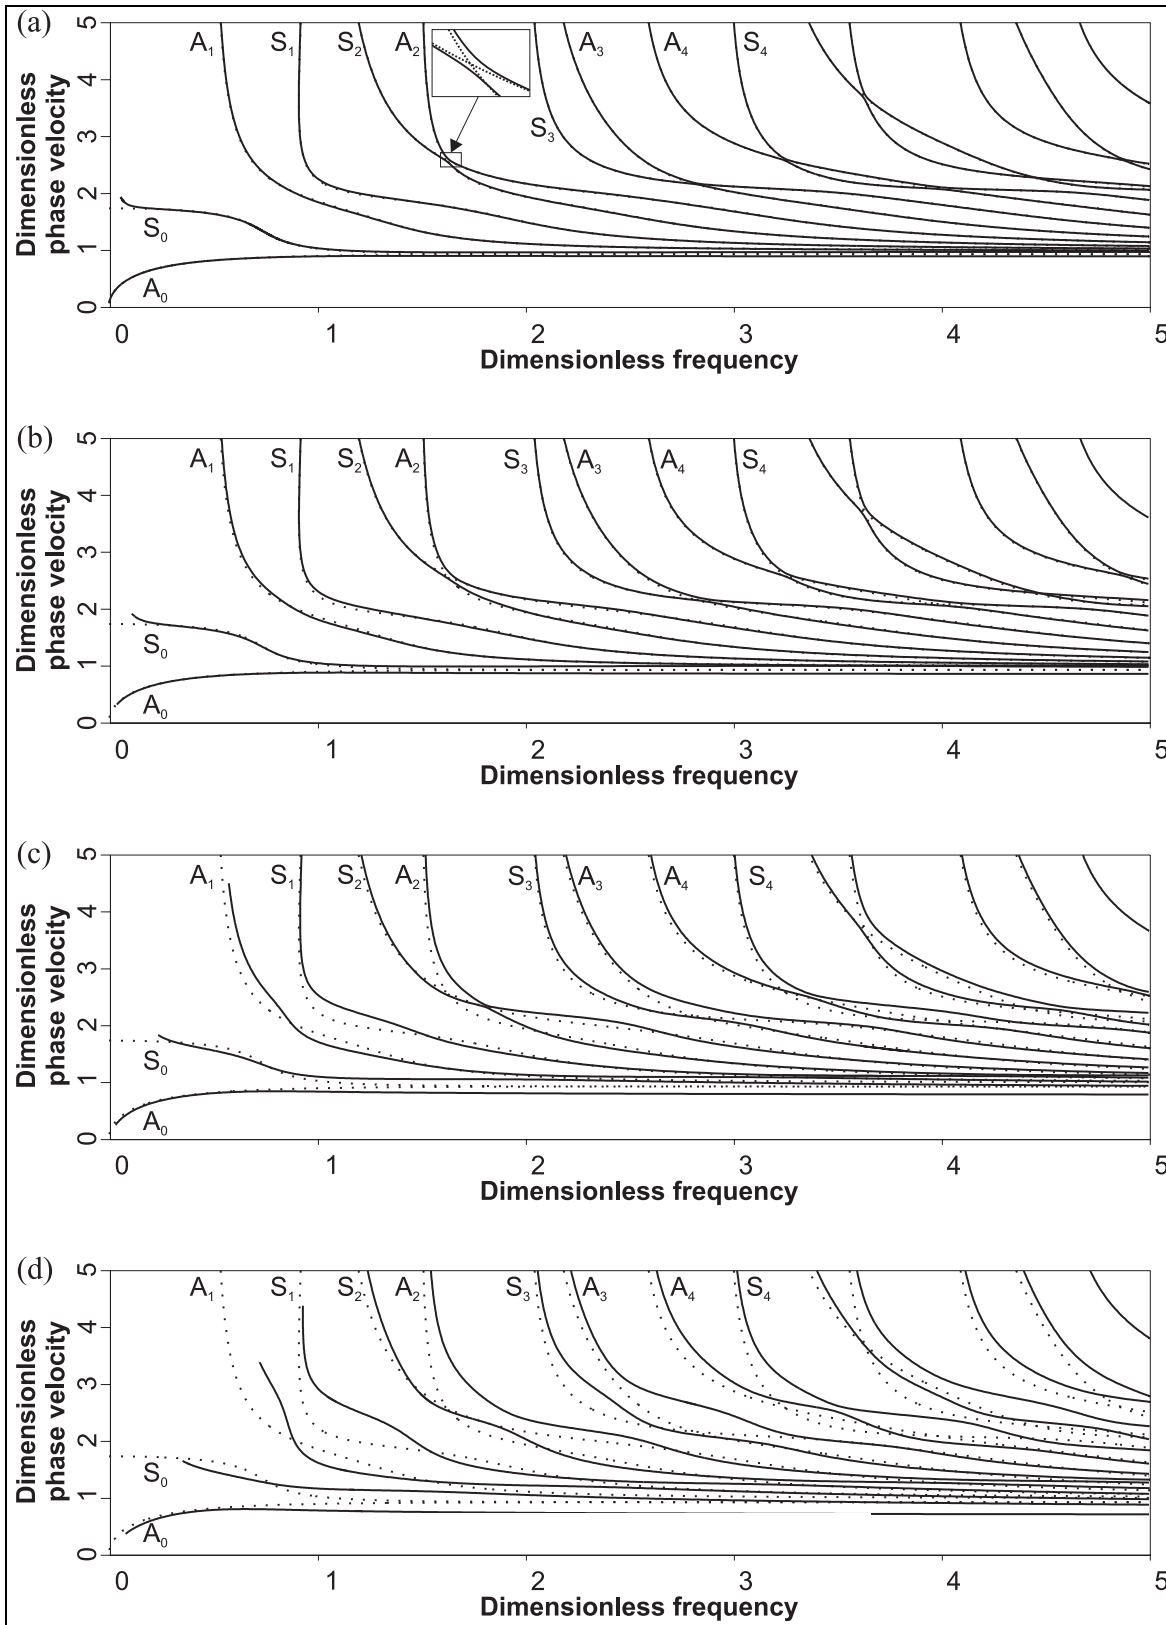 (a)
Dimensionless
phase velocity
5
4
3
2
1
0
A1 S1 S2 A2 S3 A3 A4 S4
S0
A0
0 1 2 3 4 5
Dimensionless frequency
(b)
Dimensionless
phase velocity
5
4
3
2
1
0
A1 S1 S2 A2 S3 A3 A4 S4
S0
A0
0 1 2 3 4 5
Dimensionless frequency
(c)
Dimensionless
phase velocity
5
4
3
2
1
0
A1 S1 S2 A2 S3 A3 A4 S4
S0
A0
0 1 2 3 4 5
Dimensionless frequency
(d)
Dimensionless
phase velocity
5
4
3
2
1
0
A1 S1 S2 A2 S3 A3 A4 S4
S0
A0
0 1 2 3 4 5
Dimensionless frequency